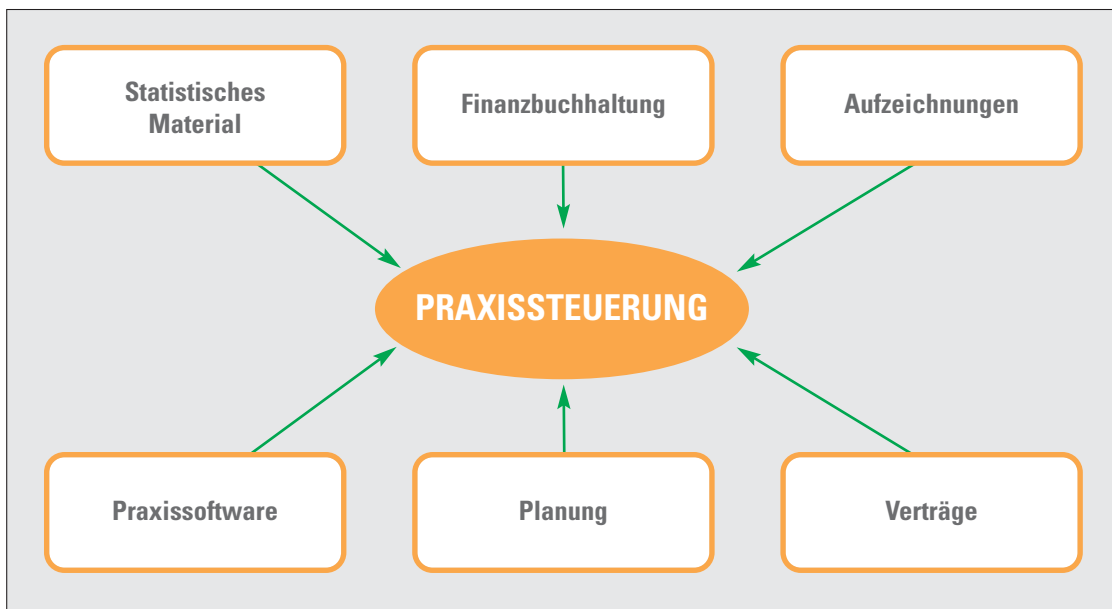 Statistisches
Material
Finanzbuchhaltung
Aufzeichnungen
PRAXISSTEUERUNG
Praxissoftware
Planung
Verträge